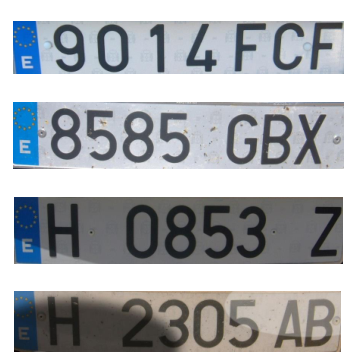 E 9014 FCF
E 8585 GBX
E H 0853 Z
E H 2305 AB